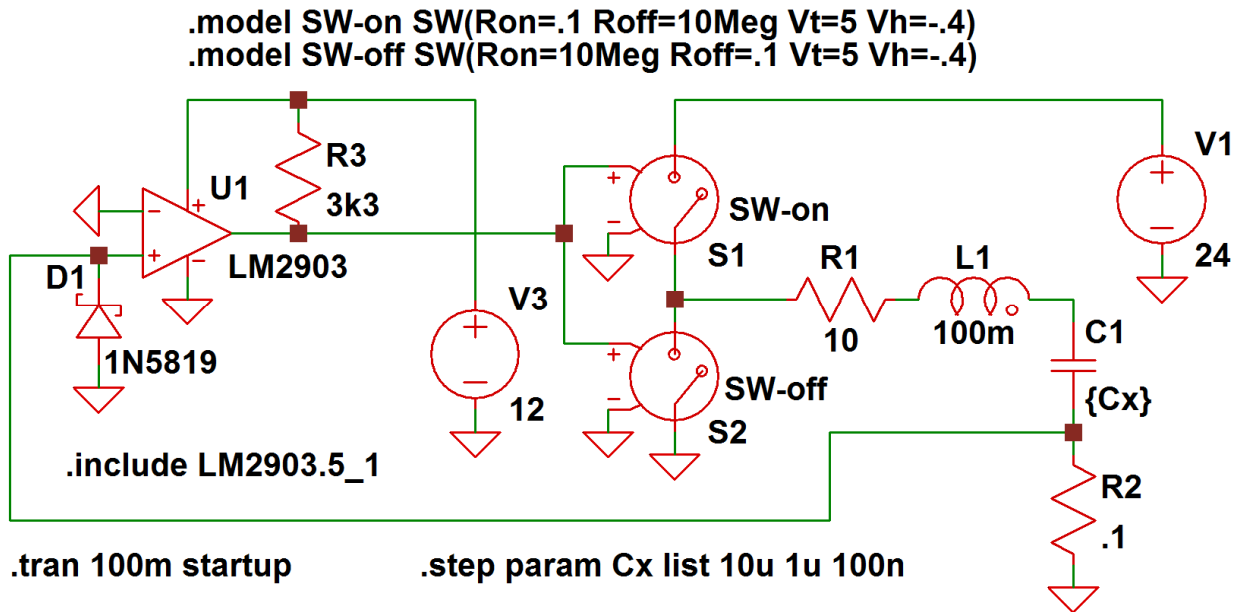 .model SW-on SW(Ron=.1 Roff=10Meg Vt=5 Vh=-.4)
.model SW-off SW(Ron=10Meg Roff=.1 Vt=5 Vh=-.4)
R3
3k3
U1
LM2903
D1
1N5819
V3
12
SW-on
S1
SW-off
S2
R1
10
L1
100m
V1
24
C1
{Cx}
R2
.1
.include LM2903.5_1
.tran 100m startup
.step param Cx list 10u 1u 100n